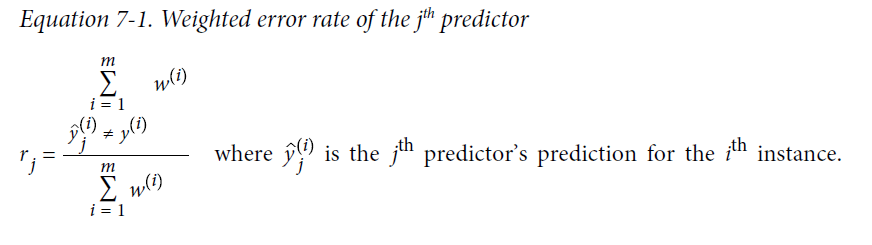 Equation 7-1. Weighted error rate of the jth predictor
m
∑ w(i)
i = 1
ŷj(i) ≠ y(i)
rj = ——— where ŷj(i) is the jth predictor’s prediction for the ith instance.
m
∑ w(i)
i = 1